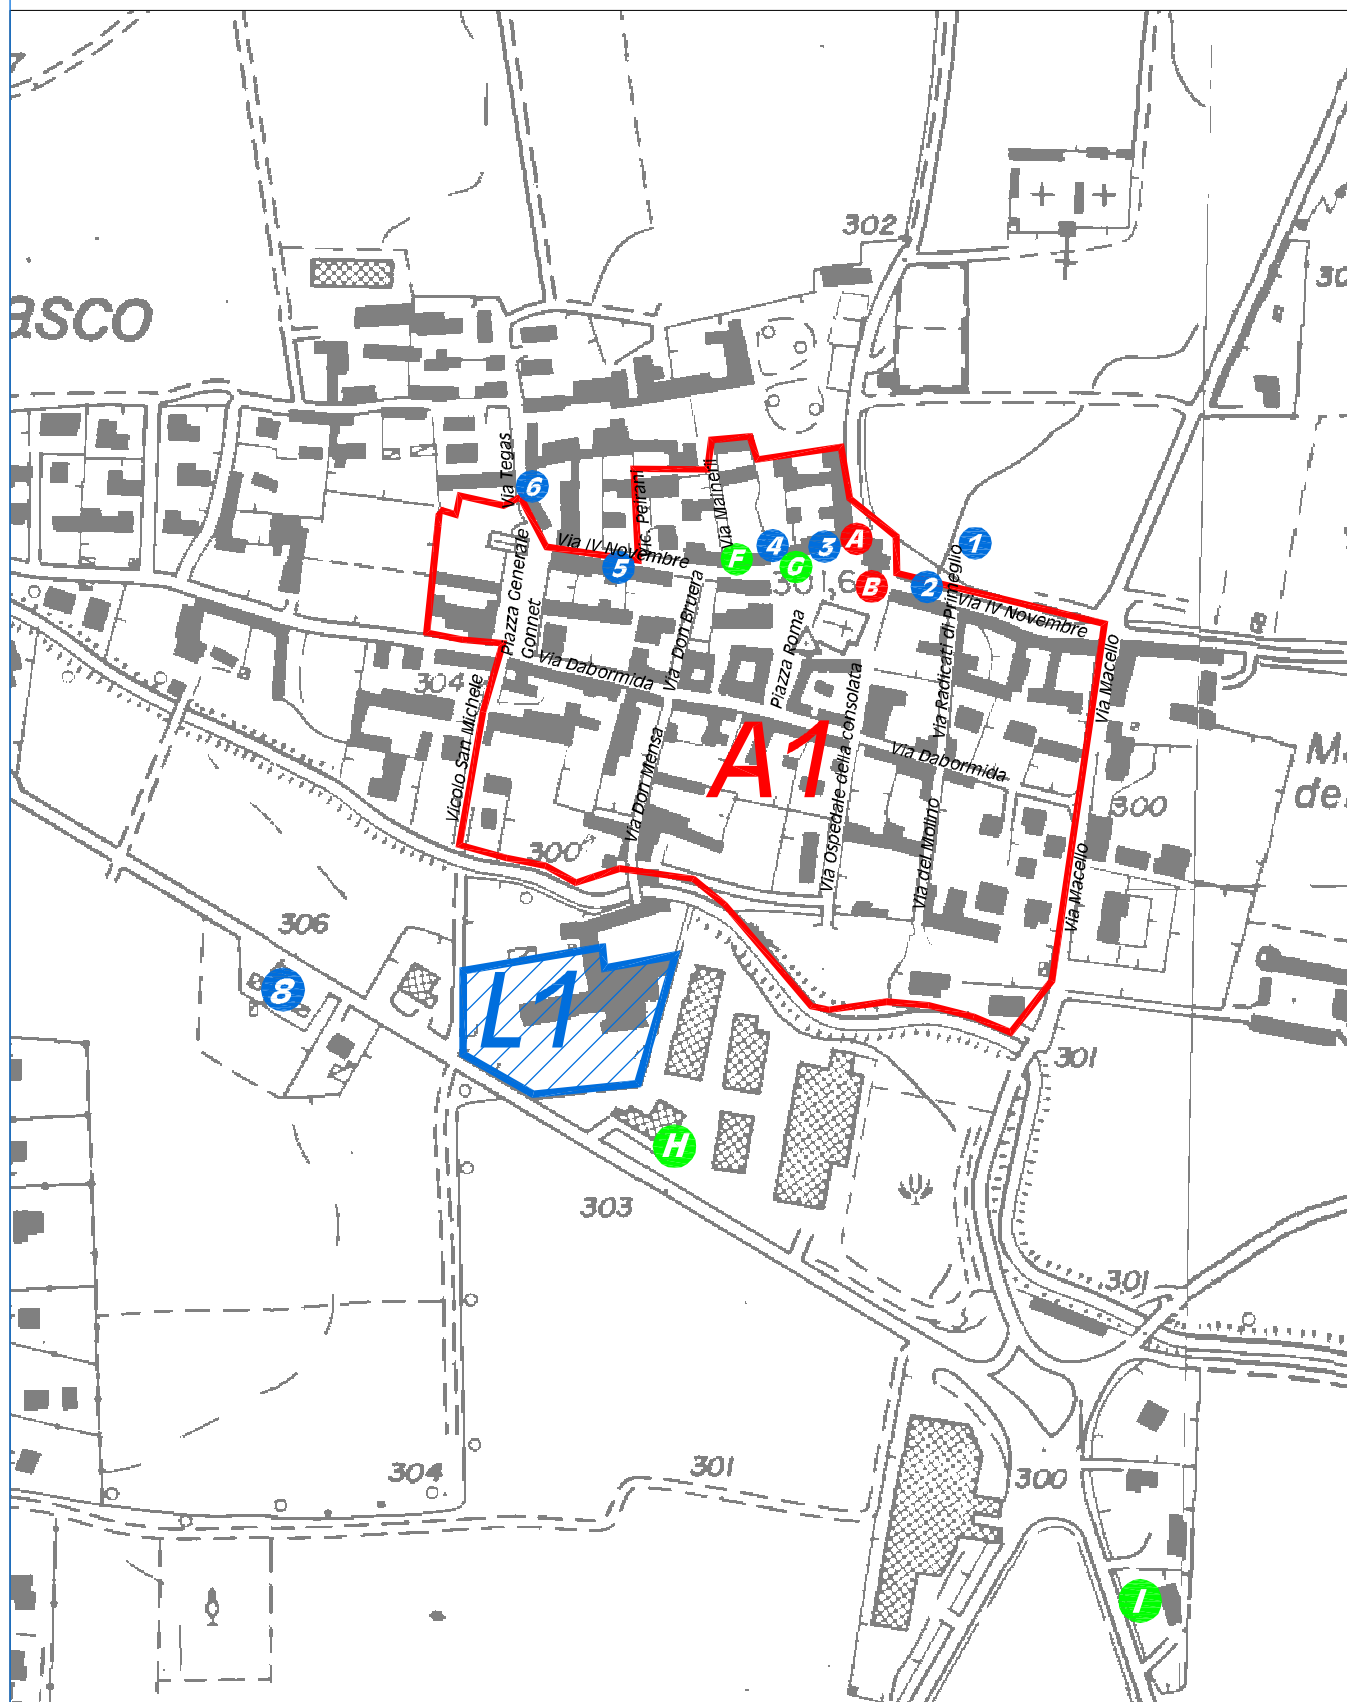 302
30
asco
Via Tegas
6
Vic. Peirani
Via Mainerii
Via IV Novembre
5
F
4
G
3
A
1
B
2
Via IV Novembre
Piazza Generale
Gonnet
Via Don Bruera
Piazza Roma
Via Radicati di Primeglio
Via Macello
304
Via Dabormida
Vicolo San Michele
Via Don Mensa
A1
Via Ospedale della consolata
Via Dabormida
de
300
300
Via del Molino
Via Macello
306
8
L1
301
H
303
301
304
301
300
I